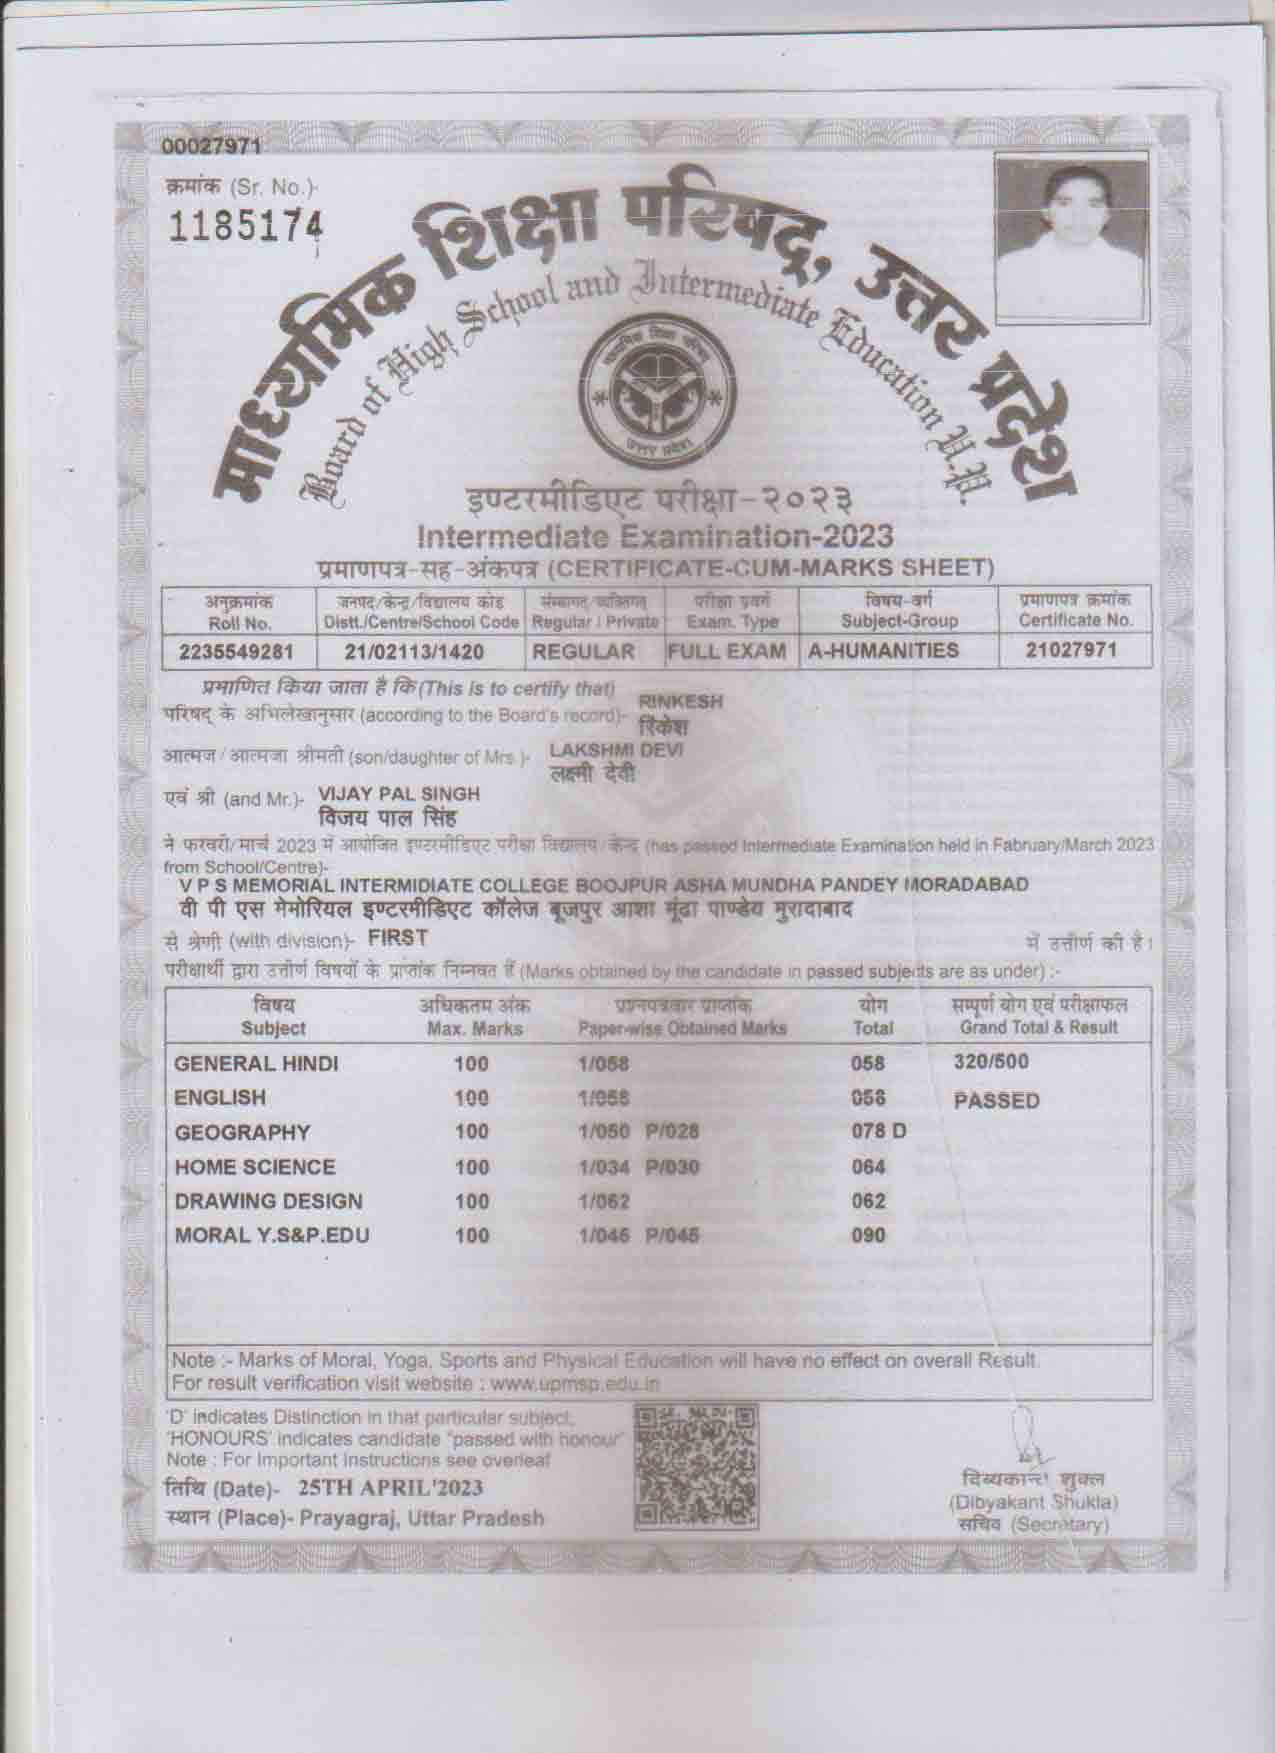 00027971
क्रमांक (Sr. No.)-
1185174
माध्यमिक शिक्षा परिषद्, उत्तर प्रदेश
Board of High School and Intermediate Education U.P.
माध्यमिक शिक्षा परिषद्
उत्तर प्रदेश
इण्टरमीडिएट परीक्षा-२०२३
Intermediate Examination-2023
प्रमाणपत्र-सह-अंकपत्र (CERTIFICATE-CUM-MARKS SHEET)
अनुक्रमांक जनपद/केन्द्र/विद्यालय कोड संस्थागत/व्यक्तिगत परीक्षा प्रवर्ग विषय-वर्ग प्रमाणपत्र क्रमांक
Roll No. Distt./Centre/School Code Regular / Private Exam. Type Subject-Group Certificate No.
2235549281 21/02113/1420 REGULAR FULL EXAM A-HUMANITIES 21027971
प्रमाणित किया जाता है कि (This is to certify that) RINKESH
परिषद् के अभिलेखानुसार (according to the Board's record)- रिंकेश
आत्मज/आत्मजा श्रीमती (son/daughter of Mrs.)- LAKSHMI DEVI
लक्ष्मी देवी
एवं श्री (and Mr.)- VIJAY PAL SINGH
विजय पाल सिंह
ने फरवरी/मार्च 2023 में आयोजित इण्टरमीडिएट परीक्षा विद्यालय/केन्द्र (has passed Intermediate Examination held in Fabruary/March 2023
from School/Centre)-
V P S MEMORIAL INTERMIDIATE COLLEGE BOOJPUR ASHA MUNDHA PANDEY MORADABAD
वी पी एस मेमोरियल इण्टरमीडिएट कॉलेज बूजपुर आशा मूंढा पाण्डेय मुरादाबाद
से श्रेणी (with division)- FIRST में उत्तीर्ण की है।
परीक्षार्थी द्वारा उत्तीर्ण विषयों के प्राप्तांक निम्नवत हैं (Marks obtained by the candidate in passed subjects are as under) :-
विषय अधिकतम अंक प्रश्नपत्रवार प्राप्तांक योग सम्पूर्ण योग एवं परीक्षाफल
Subject Max. Marks Paper-wise Obtained Marks Total Grand Total & Result
GENERAL HINDI 100 1/058 058 320/500
ENGLISH 100 1/058 058 PASSED
GEOGRAPHY 100 1/050 P/028 078 D
HOME SCIENCE 100 1/034 P/030 064
DRAWING DESIGN 100 1/062 062
MORAL Y.S&P.EDU 100 1/045 P/045 090
Note :- Marks of Moral, Yoga, Sports and Physical Education will have no effect on overall Result.
For result verification visit website : www.upmsp.edu.in
'D' indicates Distinction in that particular subject.
'HONOURS' indicates candidate "passed with honour"
Note : For Important Instructions see overleaf
तिथि (Date)- 25TH APRIL'2023
स्थान (Place)- Prayagraj, Uttar Pradesh
दिव्यकान्त शुक्ल
(Dibyakant Shukla)
सचिव (Secretary)